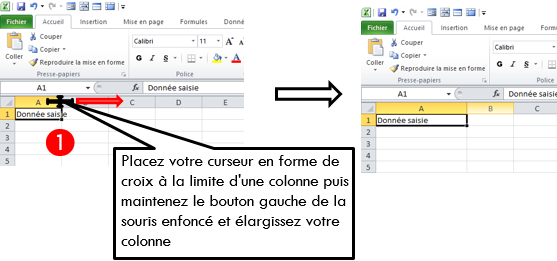 Fichier Accueil Insertion Mise en page Formules Donné
Couper
Copier
Coller
Reproduire la mise en forme
Presse-papiers
Calibri 11 A A
G I S A
Police
A1 fx Donnée saisie
A C D E
1 Donnée saisie
2
3
4
5
1
Placez votre curseur en forme de
croix à la limite d'une colonne puis
maintenez le bouton gauche de la
souris enfoncé et élargissez votre
colonne
Fichier Accueil Insertion Mise en page
Couper
Copier
Coller
Reproduire la mise en forme
Presse-papiers
Calibri
G I S
A1 fx Donnée sai
A B C
1 Donnée saisie
2
3
4
5